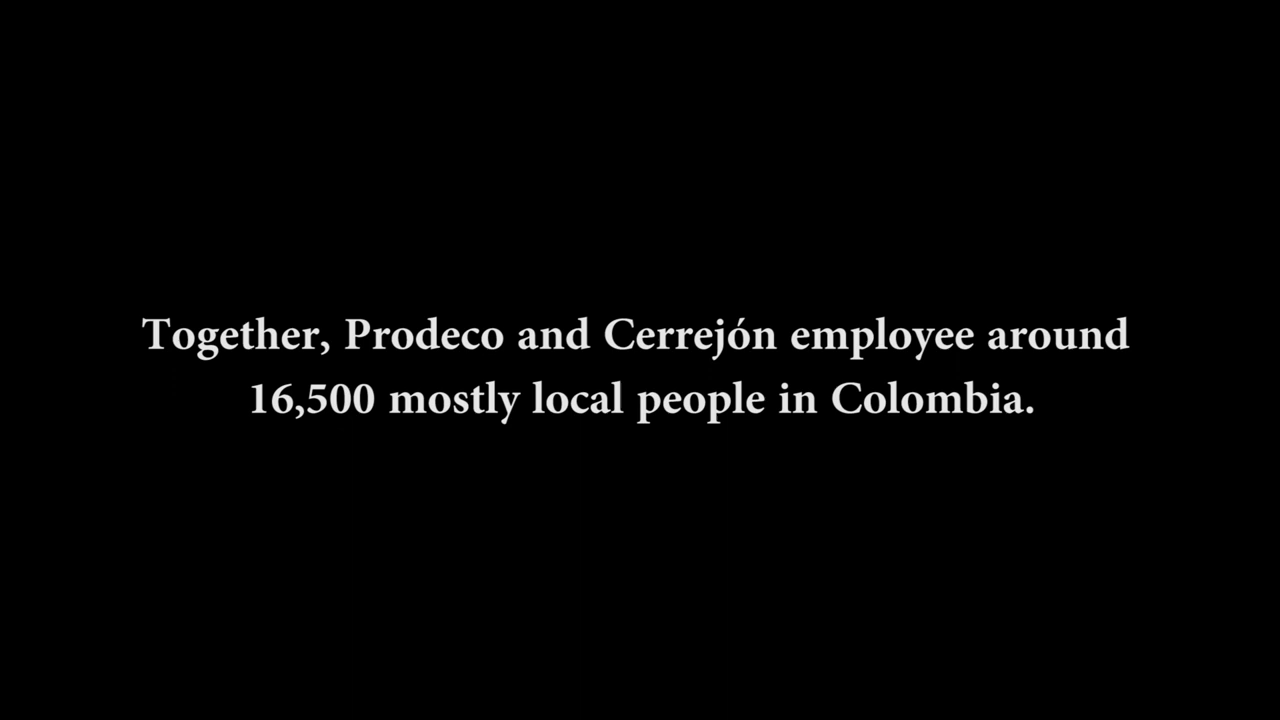 Together, Prodeco and Cerrejón employee around
16,500 mostly local people in Colombia.